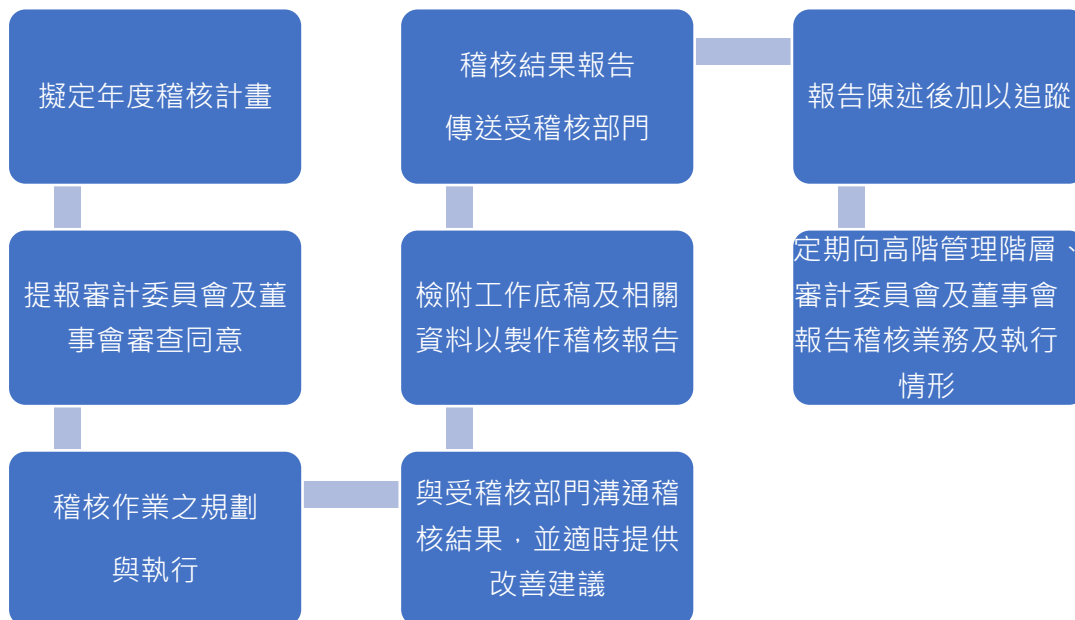 擬定年度稽核計畫
提報審計委員會及董
事會審查同意
稽核作業之規劃
與執行
與受稽核部門溝通稽
核結果，並適時提供
改善建議
檢附工作底稿及相關
資料以製作稽核報告
稽核結果報告
傳送受稽核部門
報告陳述後加以追蹤
定期向高階管理階層、
審計委員會及董事會
報告稽核業務及執行
情形